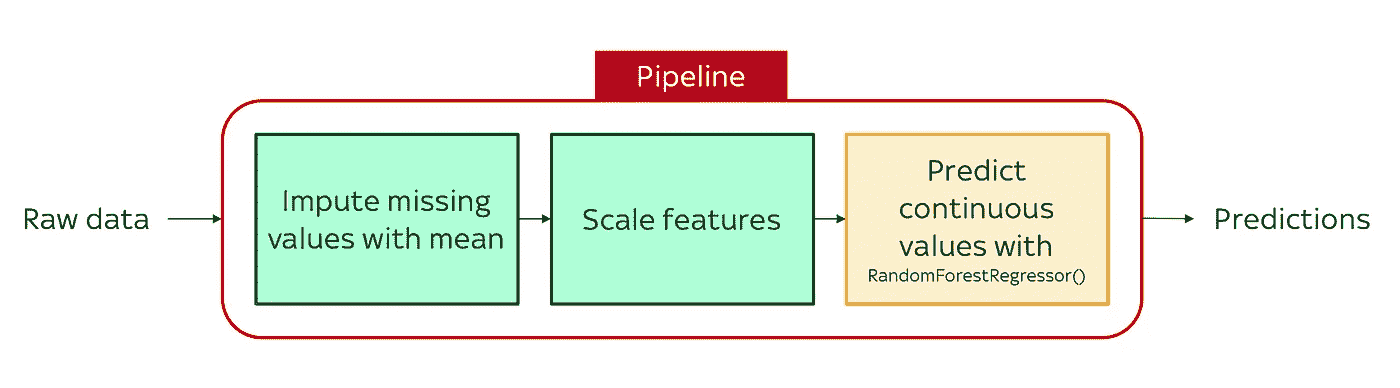 Pipeline
Raw data
Impute missing
values with mean
Scale features
Predict
continuous
values with
RandomForestRegressor()
Predictions